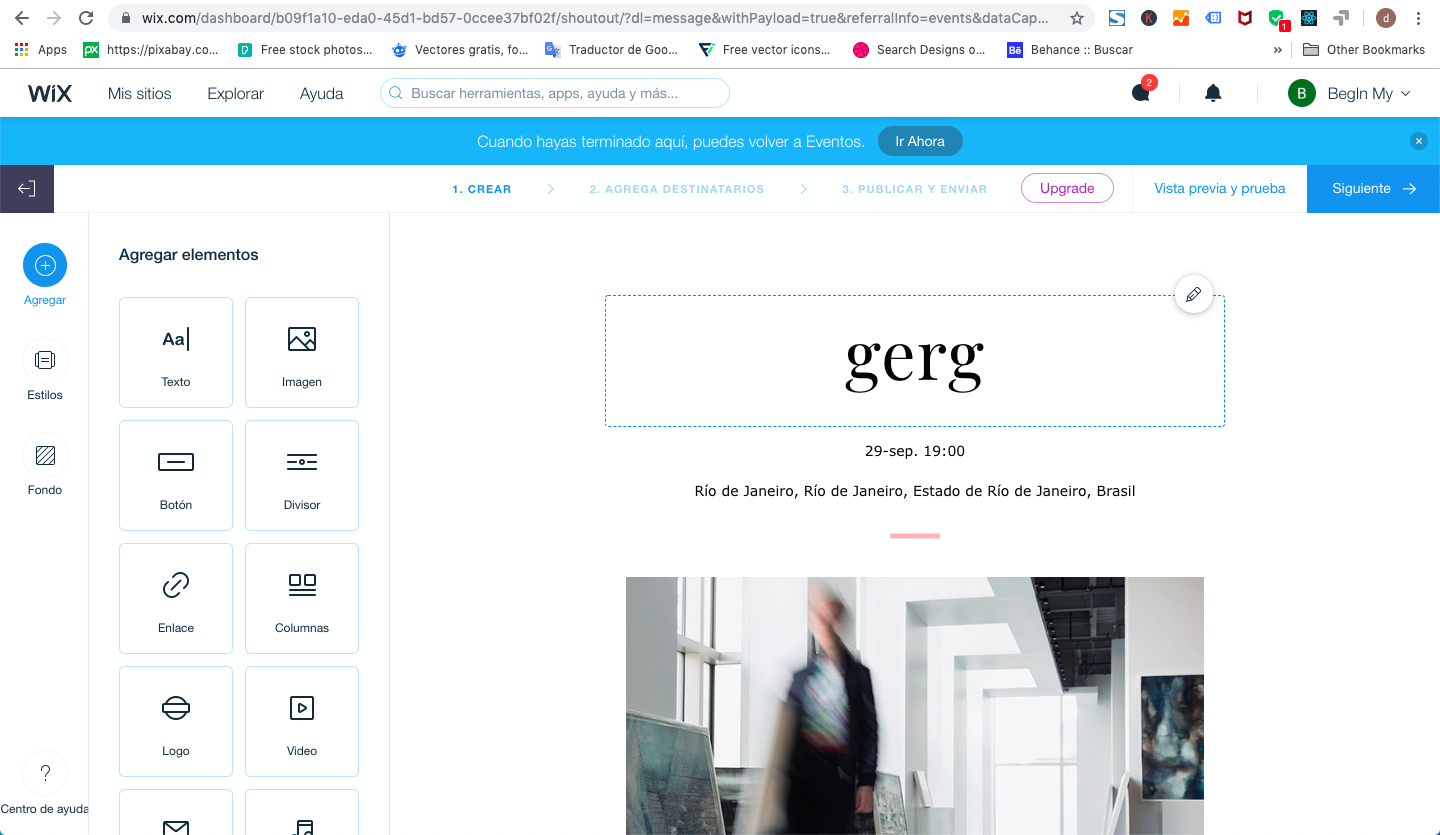 wix.com/dashboard/b09f1a10-eda0-45d1-bd57-0ccee37bf02f/shoutout/?dl=message&withPayload=true&referralInfo=events&dataCap...
K
1
d
Apps
px https://pixabay.co...
Free stock photos...
Vectores gratis, fo...
Traductor de Goo...
Free vector icons...
Search Designs o...
Bē Behance :: Buscar
» Other Bookmarks
WiX Mis sitios Explorar Ayuda Buscar herramientas, apps, ayuda y más... 2 B BegIn My
Cuando hayas terminado aquí, puedes volver a Eventos. Ir Ahora
1. CREAR 2. AGREGA DESTINATARIOS 3. PUBLICAR Y ENVIAR Upgrade Vista previa y prueba Siguiente
Agregar
Estilos
Fondo
?
Centro de ayuda
Agregar elementos
Aa
Texto
Imagen
Botón
Divisor
Enlace
Columnas
Logo
Video
gerg
29-sep. 19:00
Río de Janeiro, Río de Janeiro, Estado de Río de Janeiro, Brasil